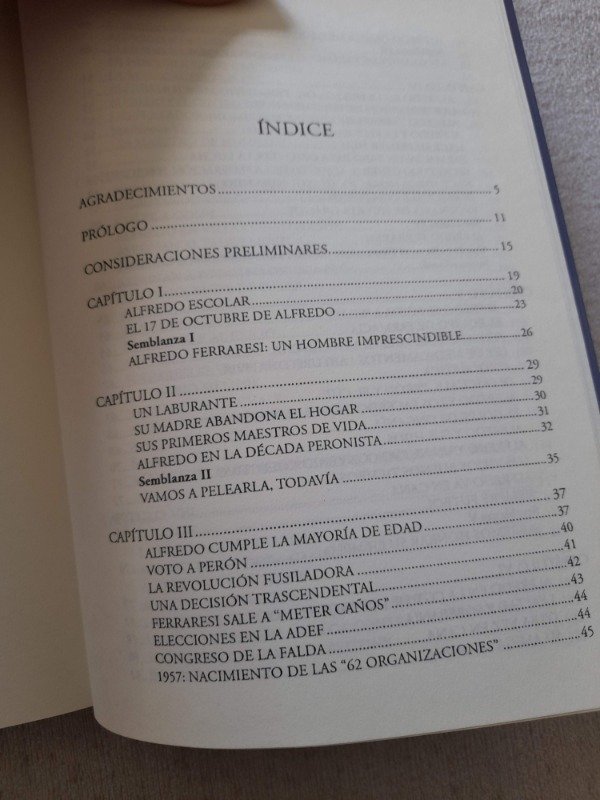 ÍNDICE
AGRADECIMIENTOS 5
PRÓLOGO 11
CONSIDERACIONES PRELIMINARES 15
CAPÍTULO I 19
ALFREDO ESCOLAR 20
EL 17 DE OCTUBRE DE ALFREDO 23
Semblanza I
ALFREDO FERRARESI: UN HOMBRE IMPRESCINDIBLE 26
CAPÍTULO II 29
UN LABURANTE 29
SU MADRE ABANDONA EL HOGAR 30
SUS PRIMEROS MAESTROS DE VIDA 31
ALFREDO EN LA DÉCADA PERONISTA 32
Semblanza II
VAMOS A PELEARLA, TODAVÍA 35
CAPÍTULO III 37
ALFREDO CUMPLE LA MAYORÍA DE EDAD 37
VOTO A PERÓN 40
LA REVOLUCIÓN FUSILADORA 41
UNA DECISIÓN TRASCENDENTAL 42
FERRARESI SALE A “METER CAÑOS” 43
ELECCIONES EN LA ADEF 44
CONGRESO DE LA FALDA 44
1957: NACIMIENTO DE LAS “62 ORGANIZACIONES” 45